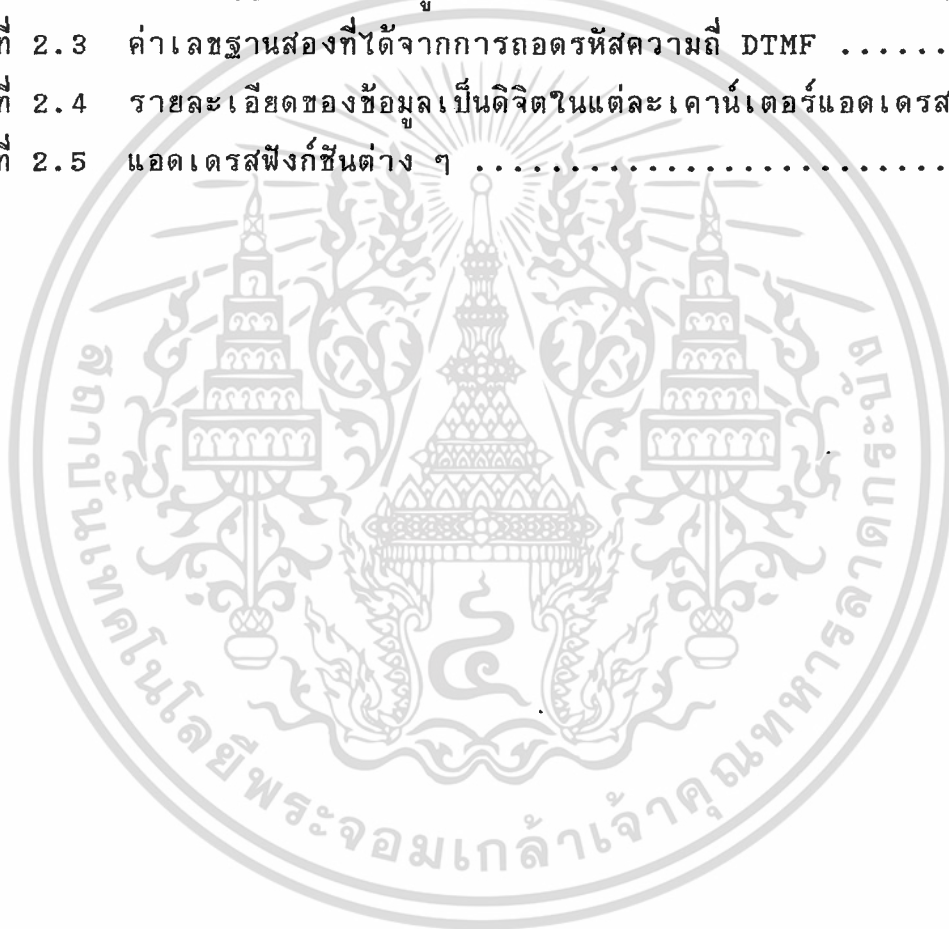 ที่ 2.3 ค่าเลขฐานสองที่ได้จากการถอดรหัสความถี่ DTMF ......
ที่ 2.4 รายละเอียดของข้อมูลเป็นดิจิตในแต่ละเคาน์เตอร์แอดเดรส
ที่ 2.5 แอดเดรสฟังก์ชันต่าง ๆ ..........................
สถาบันเทคโนโลยีพระจอมเกล้าเจ้าคุณทหารลาดกระบัง